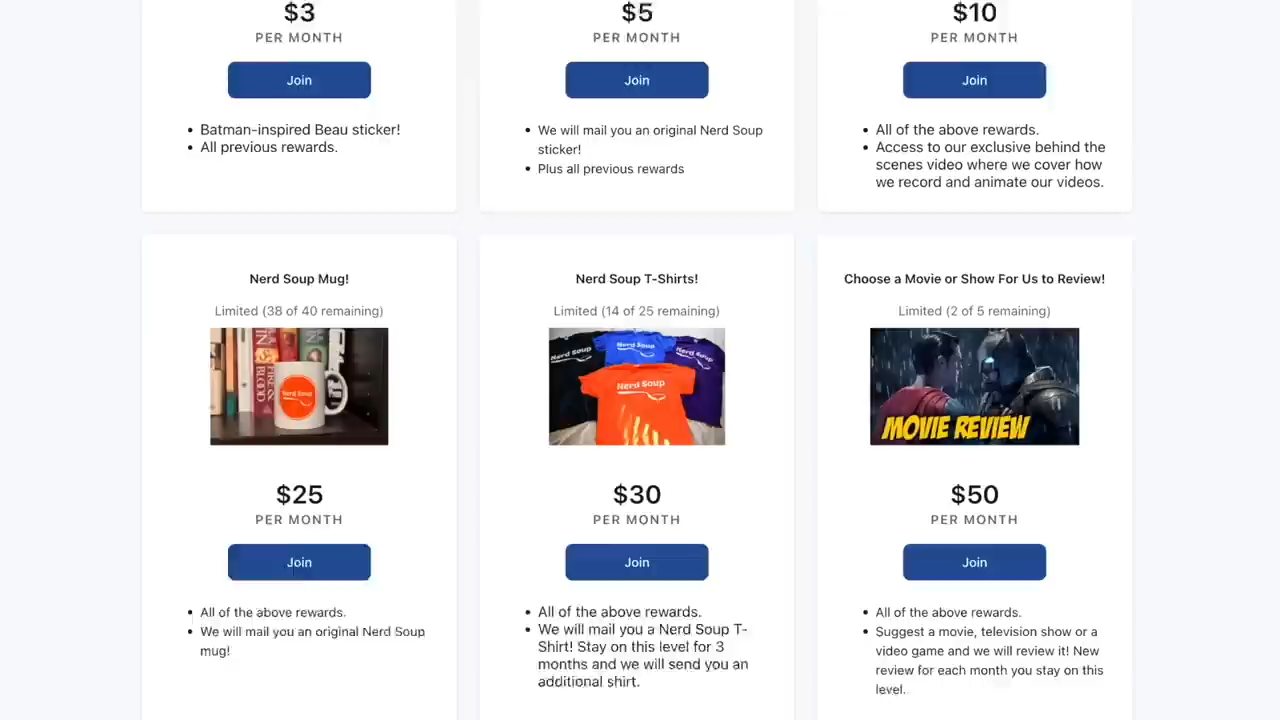 $3
PER MONTH
Join
• Batman-inspired Beau sticker!
• All previous rewards.
$5
PER MONTH
Join
• We will mail you an original Nerd Soup
sticker!
• Plus all previous rewards
$10
PER MONTH
Join
• All of the above rewards.
• Access to our exclusive behind the
scenes video where we cover how
we record and animate our videos.
Nerd Soup Mug!
Limited (38 of 40 remaining)
FIRE &
BLOOD
Nerd Soup
$25
PER MONTH
Join
• All of the above rewards.
• We will mail you an original Nerd Soup
mug!
Nerd Soup T-Shirts!
Limited (14 of 25 remaining)
Nerd Soup
Nerd Soup
Nerd Soup
Nerd Soup
$30
PER MONTH
Join
• All of the above rewards.
• We will mail you a Nerd Soup T-
Shirt! Stay on this level for 3
months and we will send you an
additional shirt.
Choose a Movie or Show For Us to Review!
Limited (2 of 5 remaining)
MOVIE REVIEW
$50
PER MONTH
Join
• All of the above rewards.
• Suggest a movie, television show or a
video game and we will review it! New
review for each month you stay on this
level.